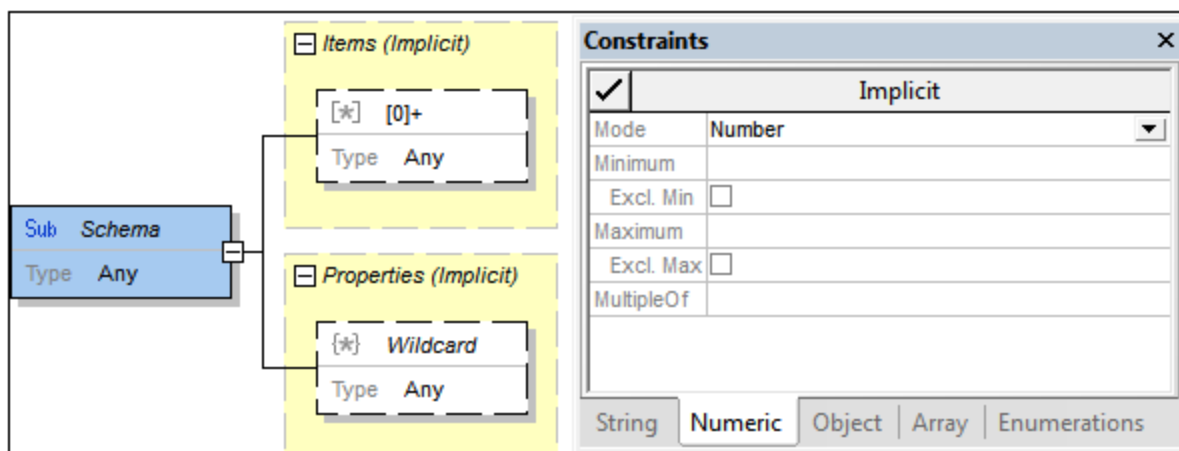 Items (Implicit)
[*] [0]+
Type Any
Sub Schema
Type Any
Properties (Implicit)
{*} Wildcard
Type Any
Constraints
Implicit
Mode Number
Minimum
Excl. Min
Maximum
Excl. Max
MultipleOf
String Numeric Object Array Enumerations